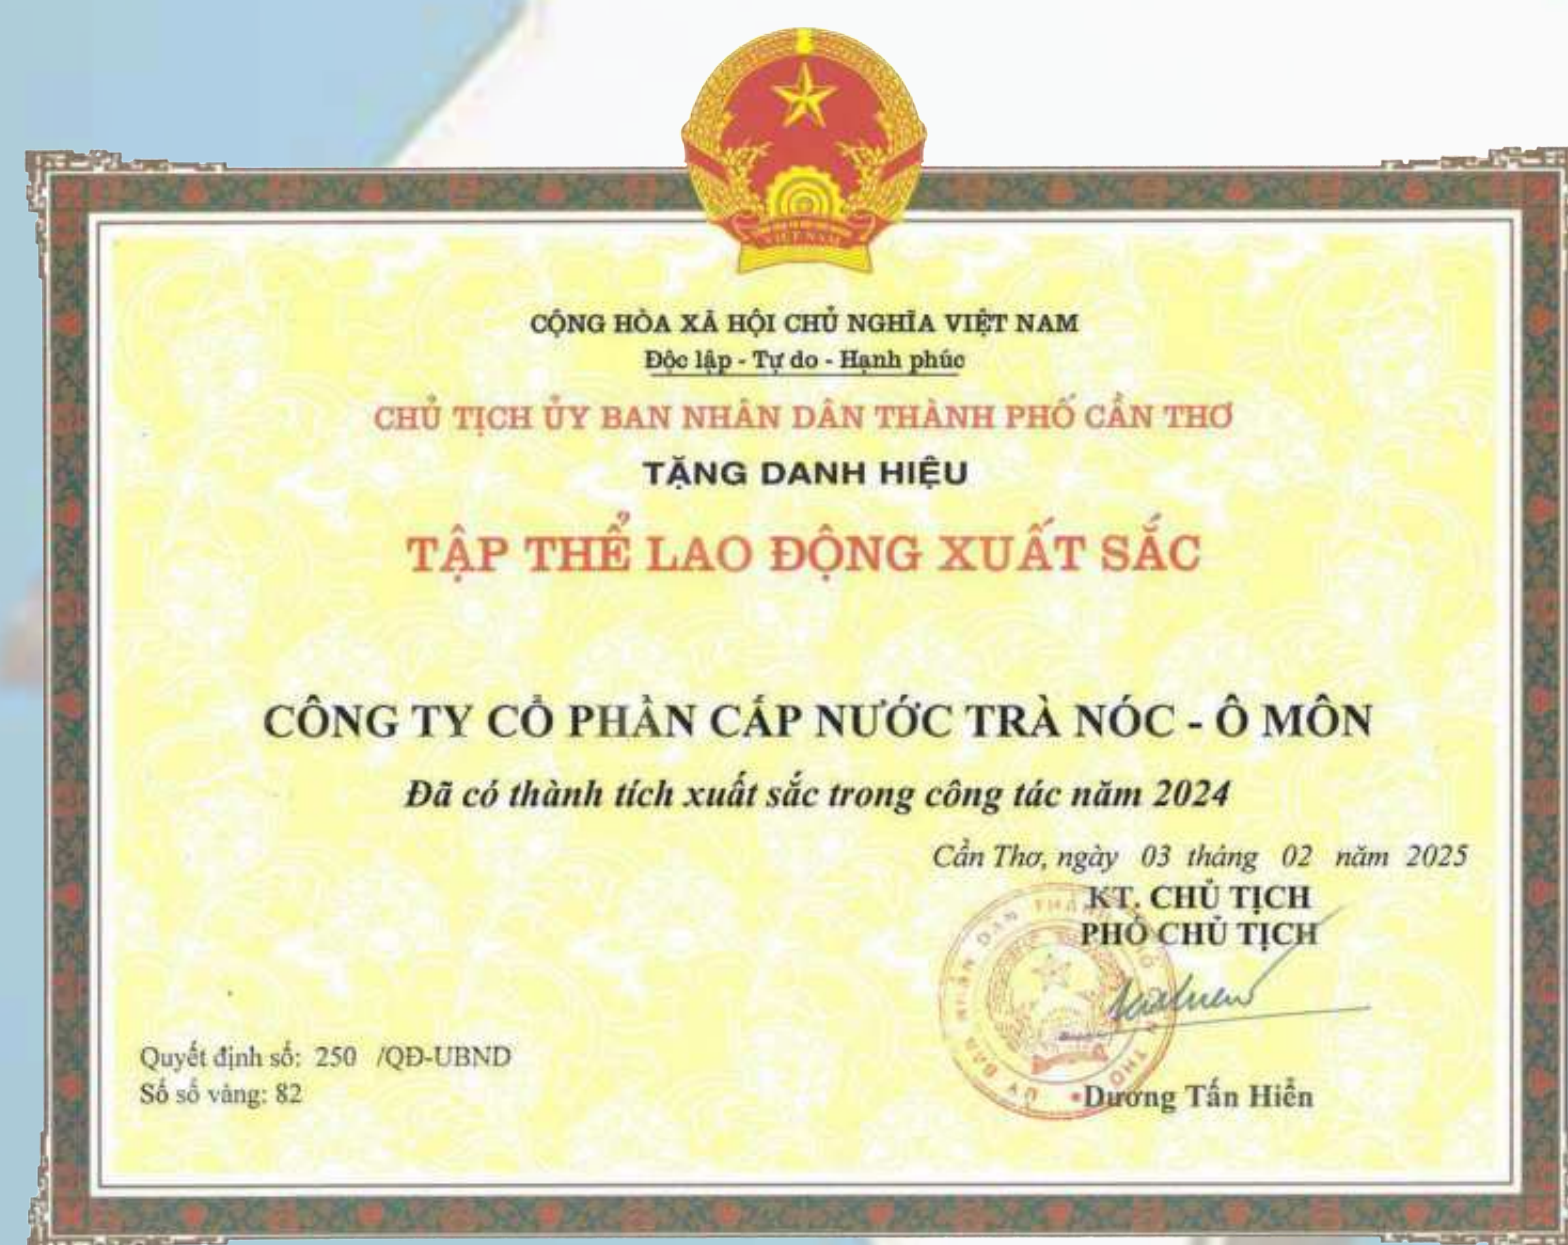 VIỆT NAM
CỘNG HÒA XÃ HỘI CHỦ NGHĨA VIỆT NAM
Độc lập - Tự do - Hạnh phúc
CHỦ TỊCH ỦY BAN NHÂN DÂN THÀNH PHỐ CẦN THƠ
TẶNG DANH HIỆU
TẬP THỂ LAO ĐỘNG XUẤT SẮC
CÔNG TY CỔ PHẦN CẤP NƯỚC TRÀ NÓC - Ô MÔN
Đã có thành tích xuất sắc trong công tác năm 2024
Cần Thơ, ngày 03 tháng 02 năm 2025
KT. CHỦ TỊCH
PHÓ CHỦ TỊCH
Quyết định số: 250 /QĐ-UBND
Số sổ vàng: 82
Dương Tấn Hiển